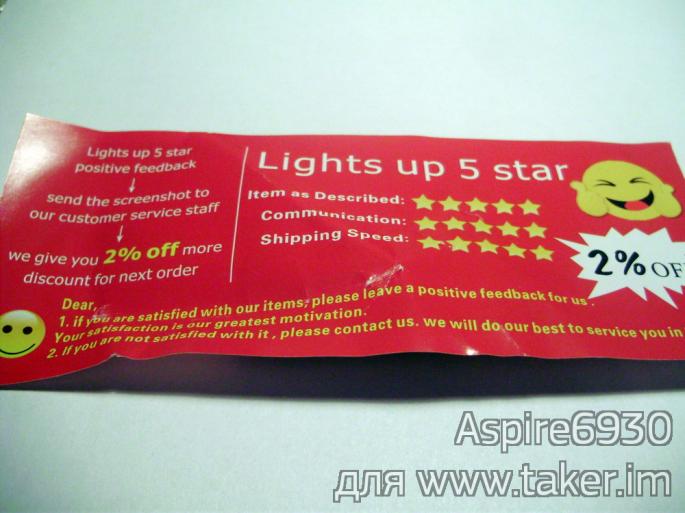 Lights up 5 star
positive feedback
send the screenshot to
our customer service staff
we give you 2% off more
discount for next order
Lights up 5 star
Item as Described:
Communication:
Shipping Speed:
2% OF
Dear,
1. if you are satisfied with our items, please leave a positive feedback for us .
Your satisfaction is our greatest motivation.
2. if you are not satisfied with it , please contact us. we will do our best to service you in
Aspire6930
для www.taker.im